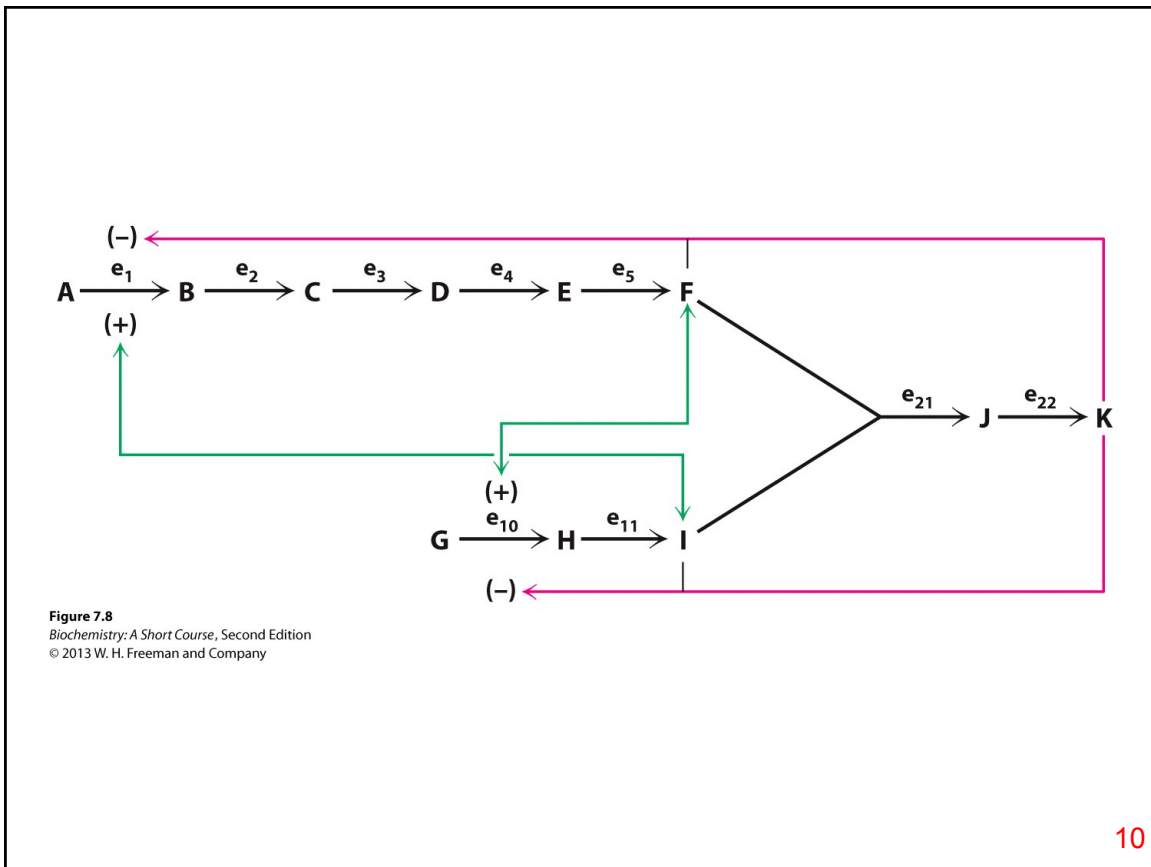 (–)
e1 e2 e3 e4 e5
A B C D E F
(+)
e21 e22
J K
(+)
e10 e11
G H I
(–)
Figure 7.8
Biochemistry: A Short Course, Second Edition
© 2013 W. H. Freeman and Company
10